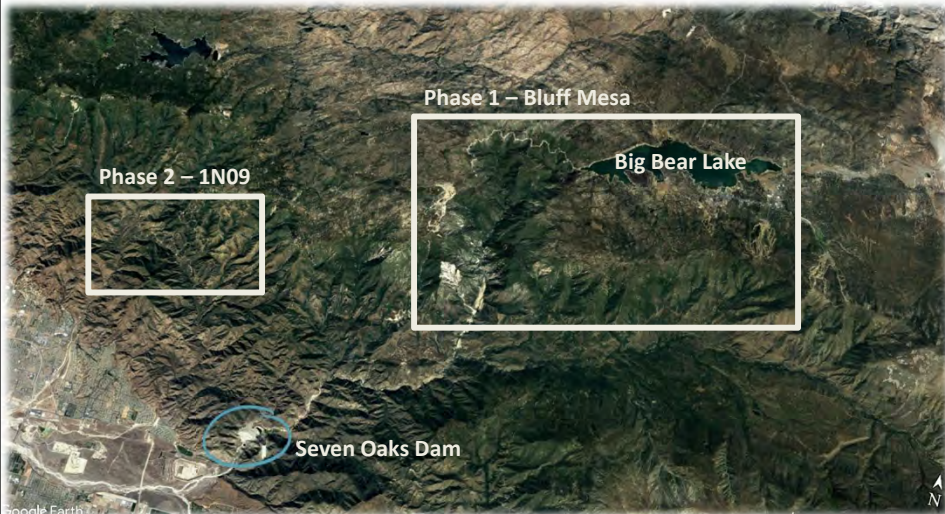 Phase 1 – Bluff Mesa
Big Bear Lake
Phase 2 – 1N09
Seven Oaks Dam
Google Earth
N